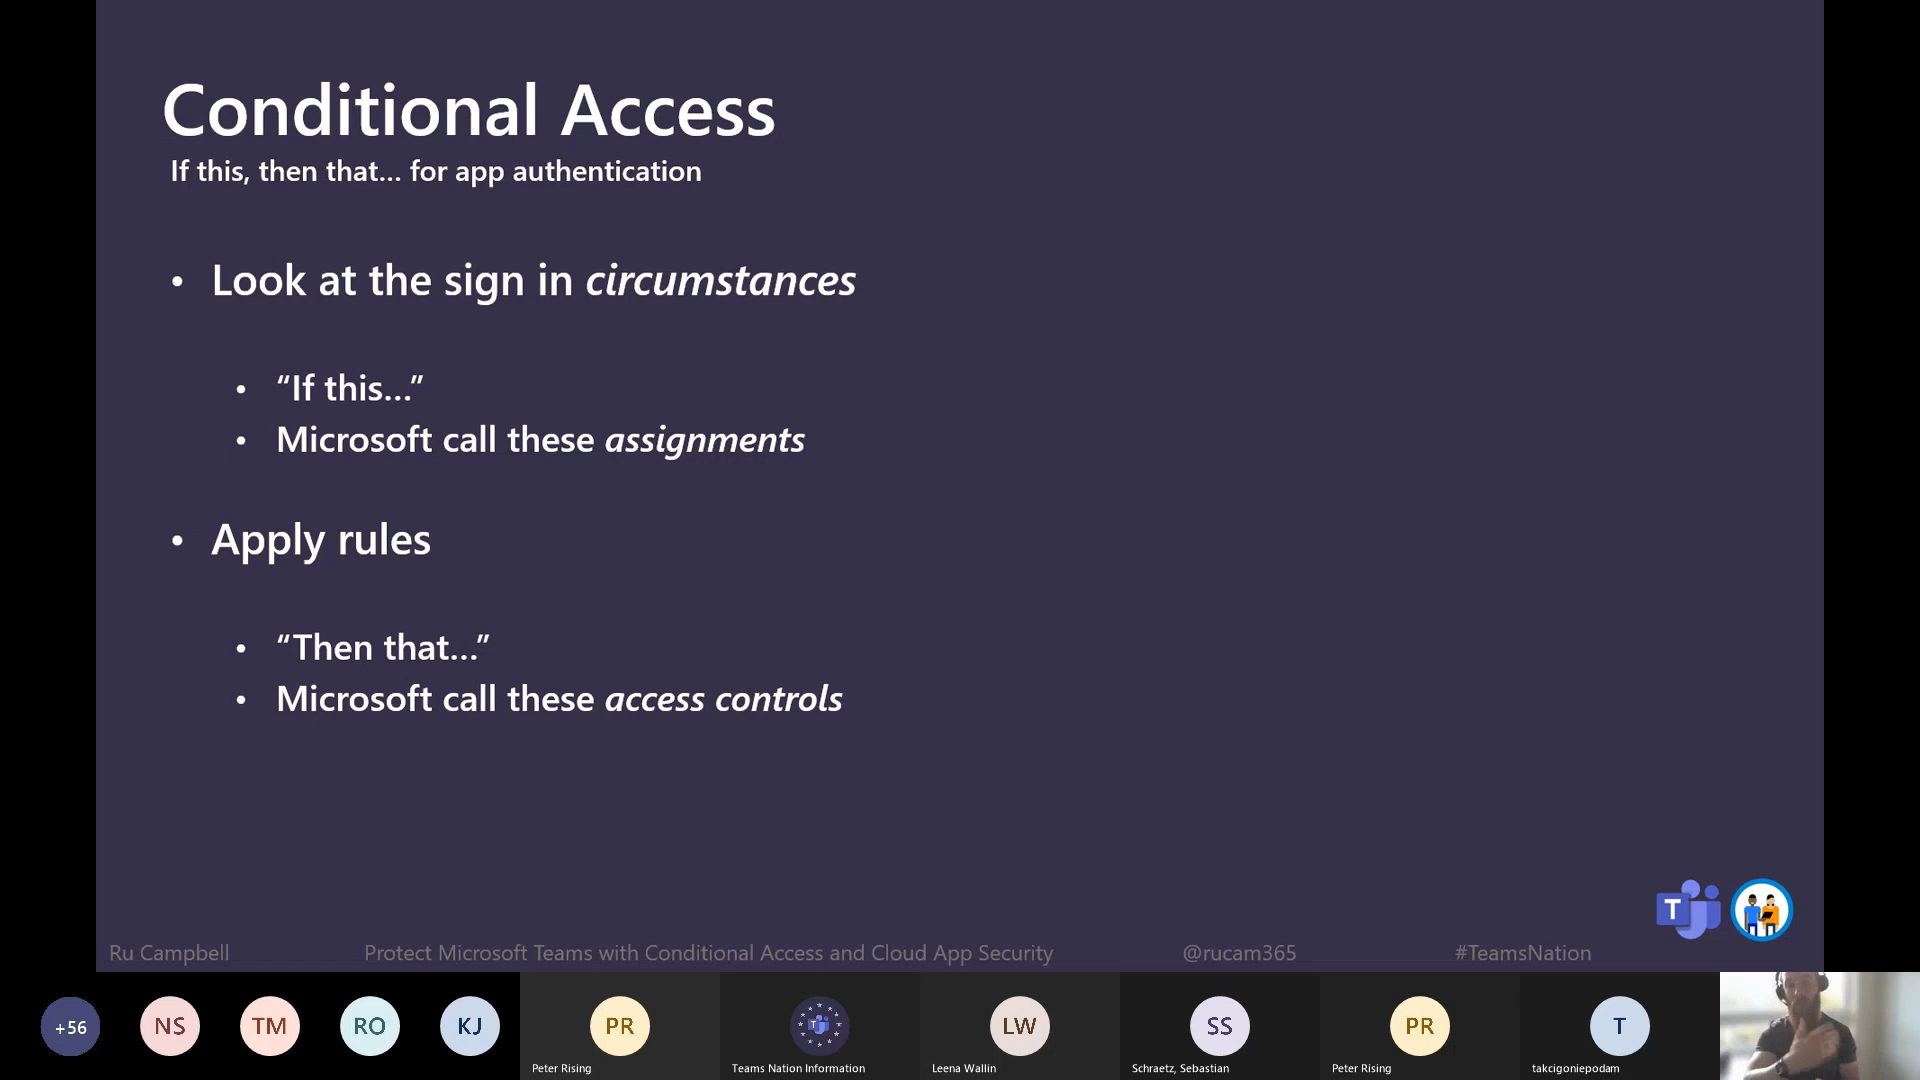 Conditional Access
If this, then that... for app authentication
• Look at the sign in circumstances
• “If this...”
• Microsoft call these assignments
• Apply rules
• “Then that...”
• Microsoft call these access controls
T
Ru Campbell
Protect Microsoft Teams with Conditional Access and Cloud App Security
@rucam365
#TeamsNation
+56
NS
TM
RO
KJ
PR
T
LW
SS
PR
T
Peter Rising
Teams Nation Information
Leena Wallin
Schraetz, Sebastian
Peter Rising
takcigoniepodam